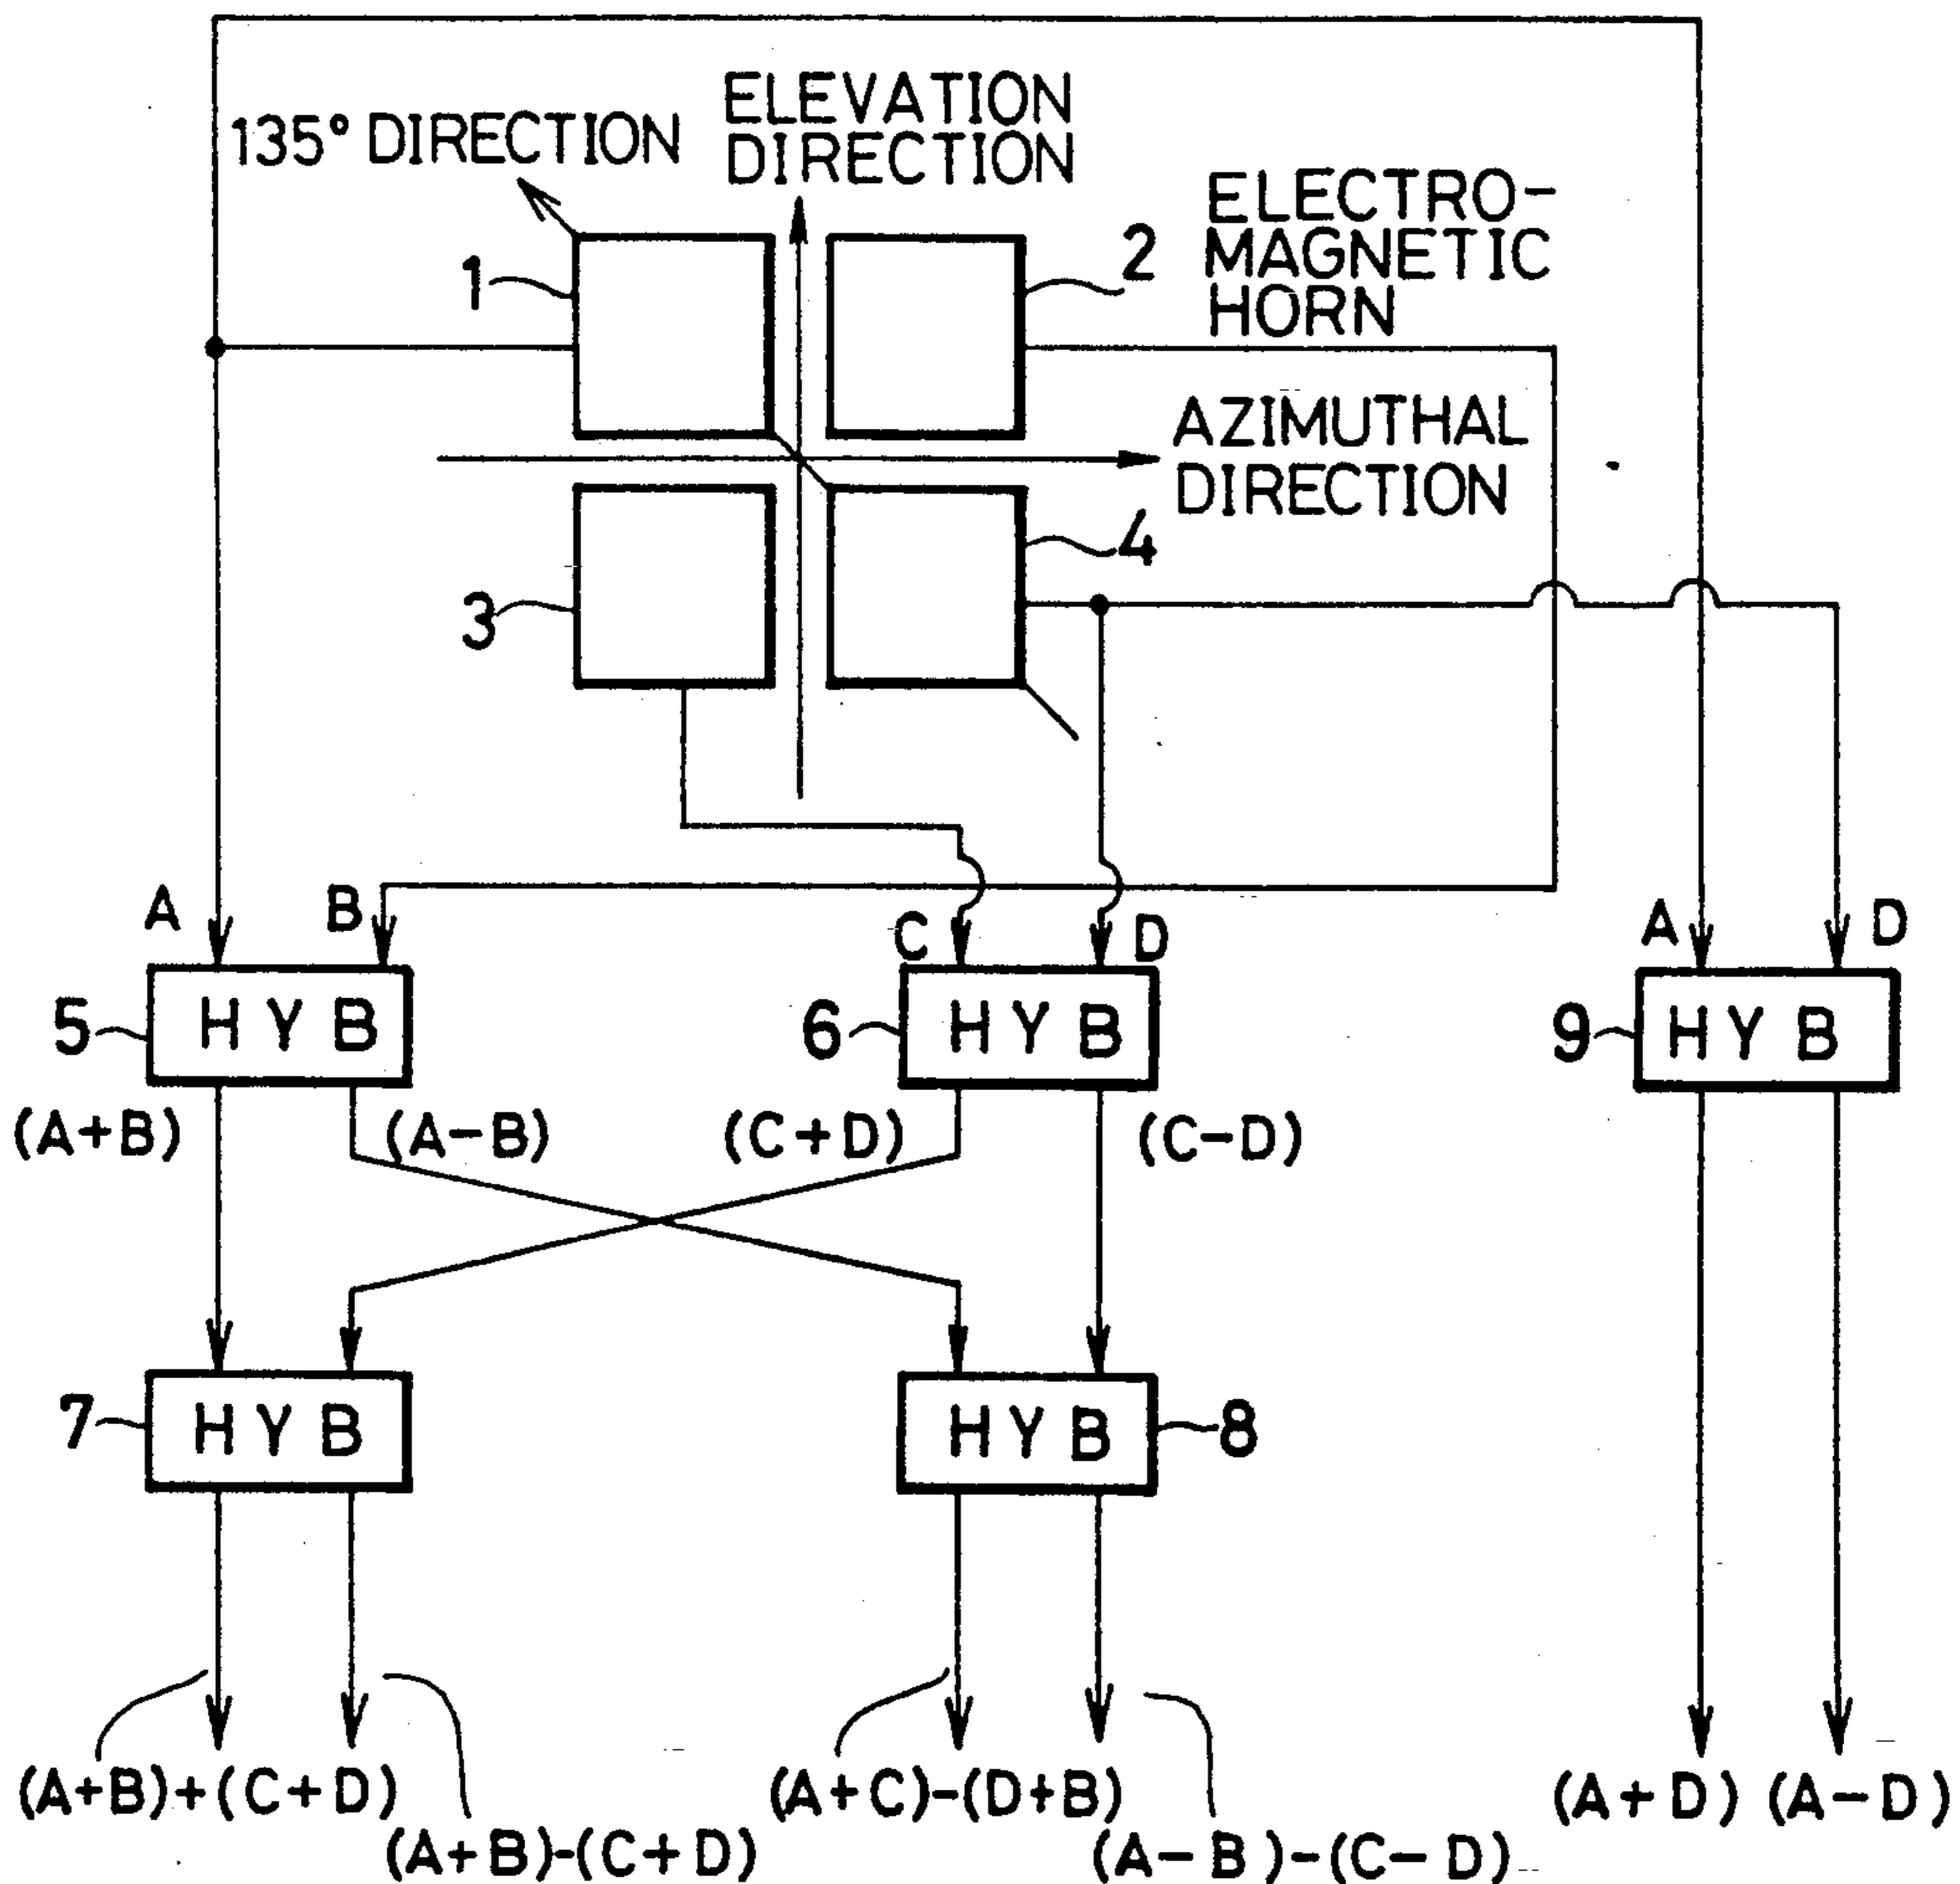 135° DIRECTION
ELEVATION
DIRECTION
ELECTRO-
MAGNETIC
HORN
1
2
AZIMUTHAL
DIRECTION
3
4
A
B
C
D
A
D
5
HYB
6
HYB
9
HYB
(A+B)
(A-B)
(C+D)
(C-D)
7
HYB
HYB
8
(A+B)+(C+D)
(A+B)-(C+D)
(A+C)-(D+B)
(A-B)-(C-D)
(A+D)
(A-D)